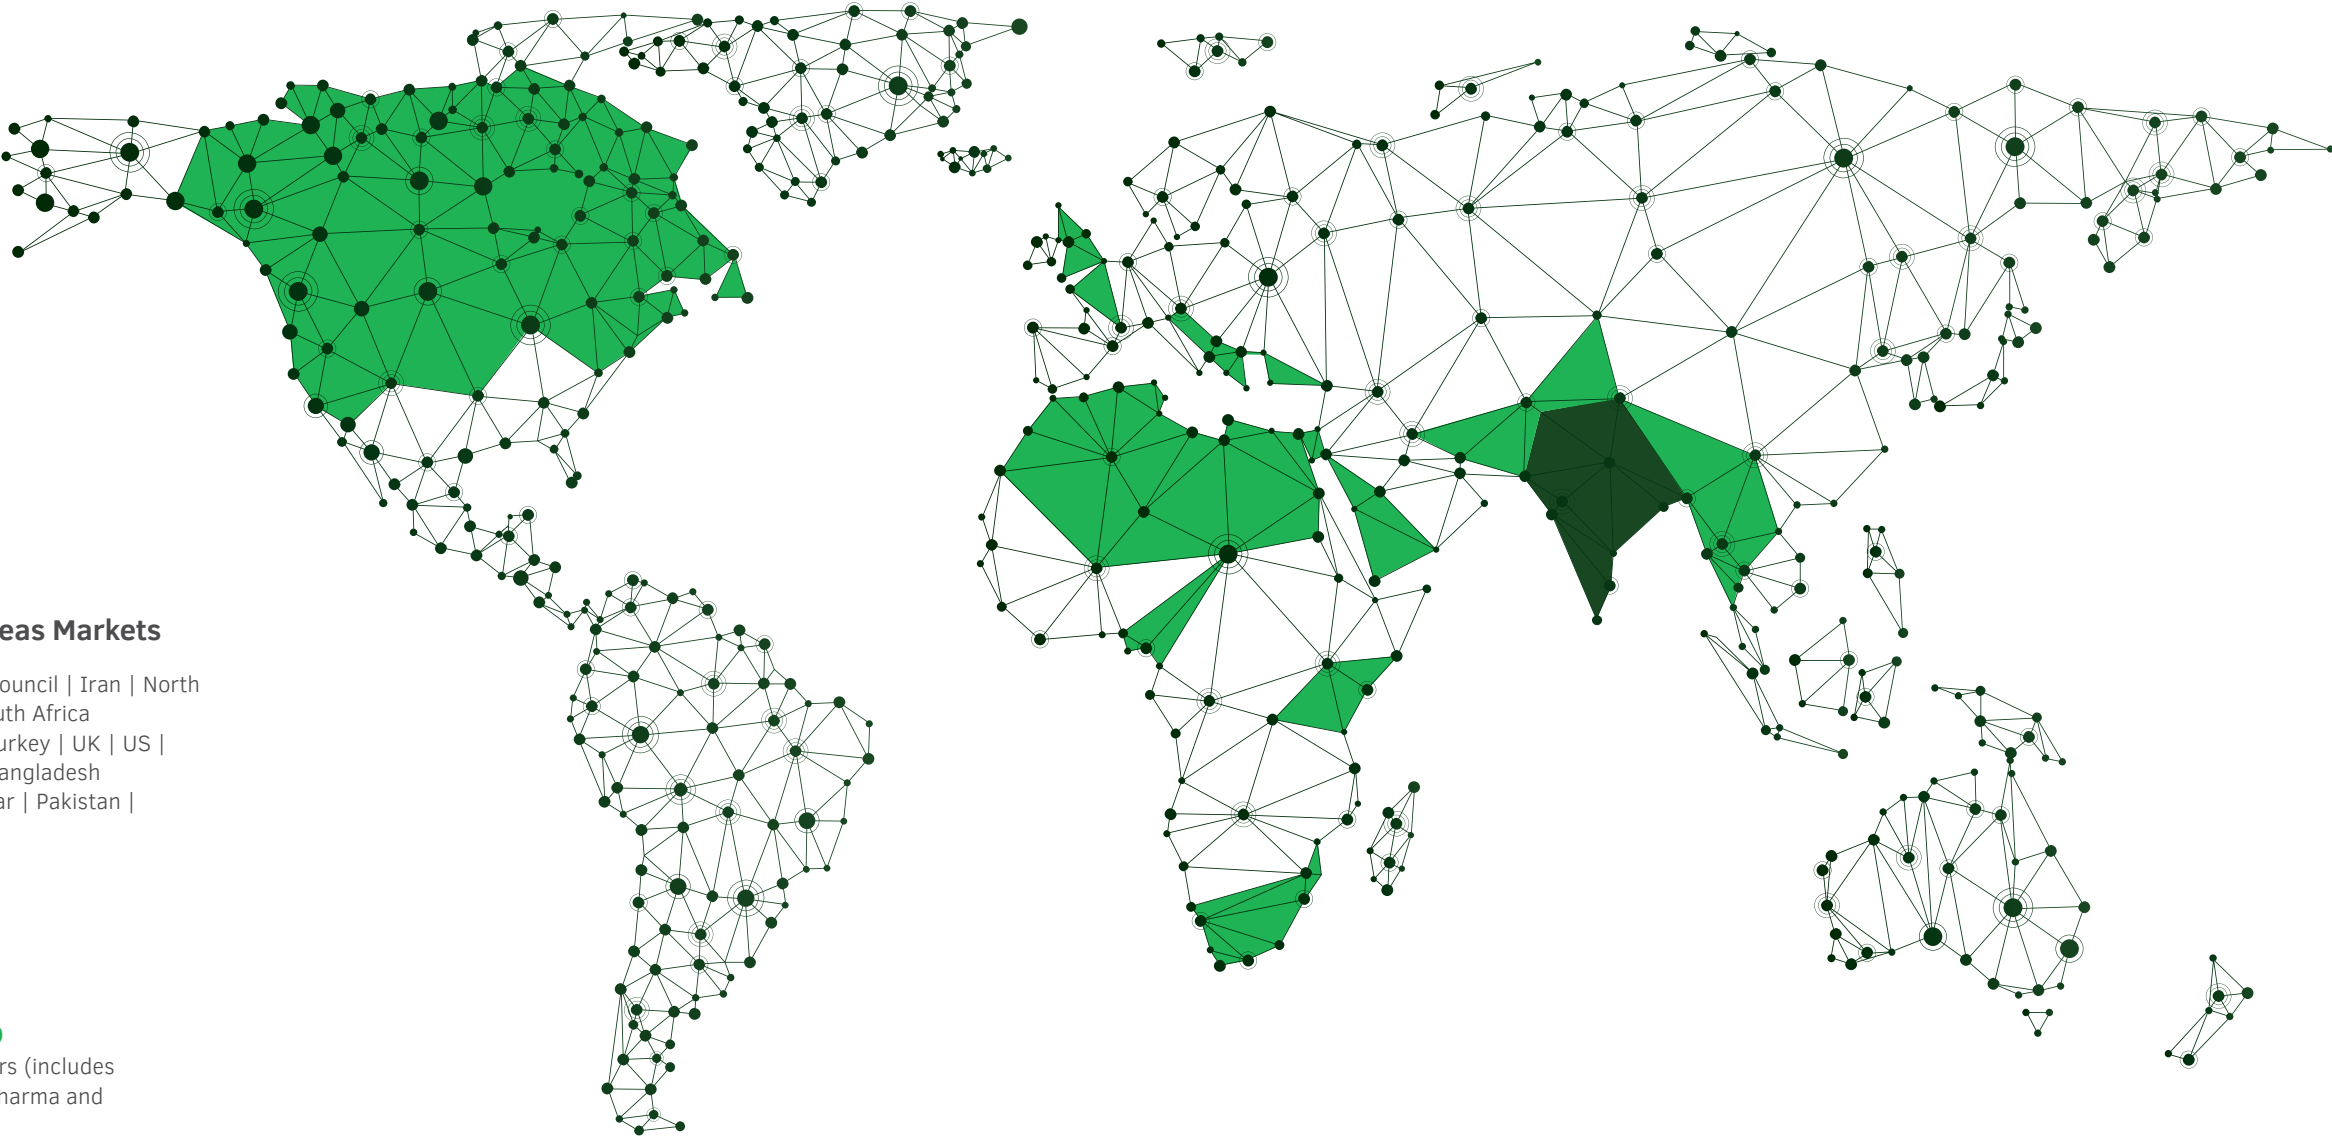 eas Markets
ouncil | Iran | North
uth Africa
urkey | UK | US |
angladesh
ar | Pakistan |
rs (includes
harma and